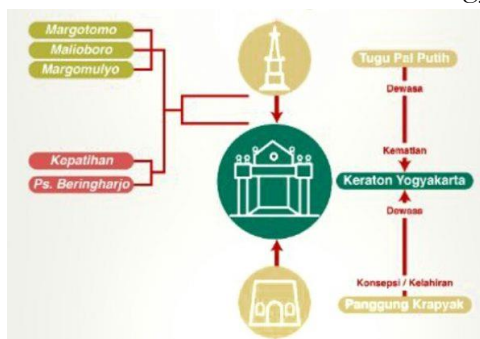 Margotomo
Malioboro
Margomulyo
Kepatihan
Ps. Beringharjo
Tugu Pal Putih
Dewasa
Kematian
Keraton Yogyakarta
Dewasa
Konsepsi / Kelahiran
Panggung Krapyak